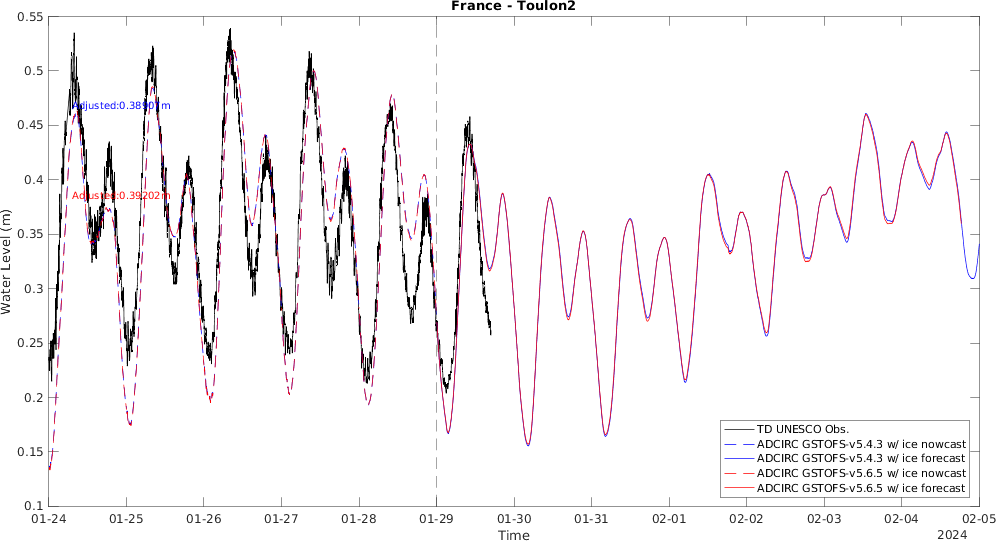 France - Toulon2
0.55
0.5
0.45
0.4
0.35
0.3
0.25
0.2
0.15
0.1
Water Level (m)
Adjusted:0.38907m
Adjusted:0.39202m
TD UNESCO Obs.
ADCIRC GSTOFS-v5.4.3 w/ ice nowcast
ADCIRC GSTOFS-v5.4.3 w/ ice forecast
ADCIRC GSTOFS-v5.6.5 w/ ice nowcast
ADCIRC GSTOFS-v5.6.5 w/ ice forecast
01-24 01-25 01-26 01-27 01-28 01-29 01-30 01-31 02-01 02-02 02-03 02-04 02-05
Time
2024